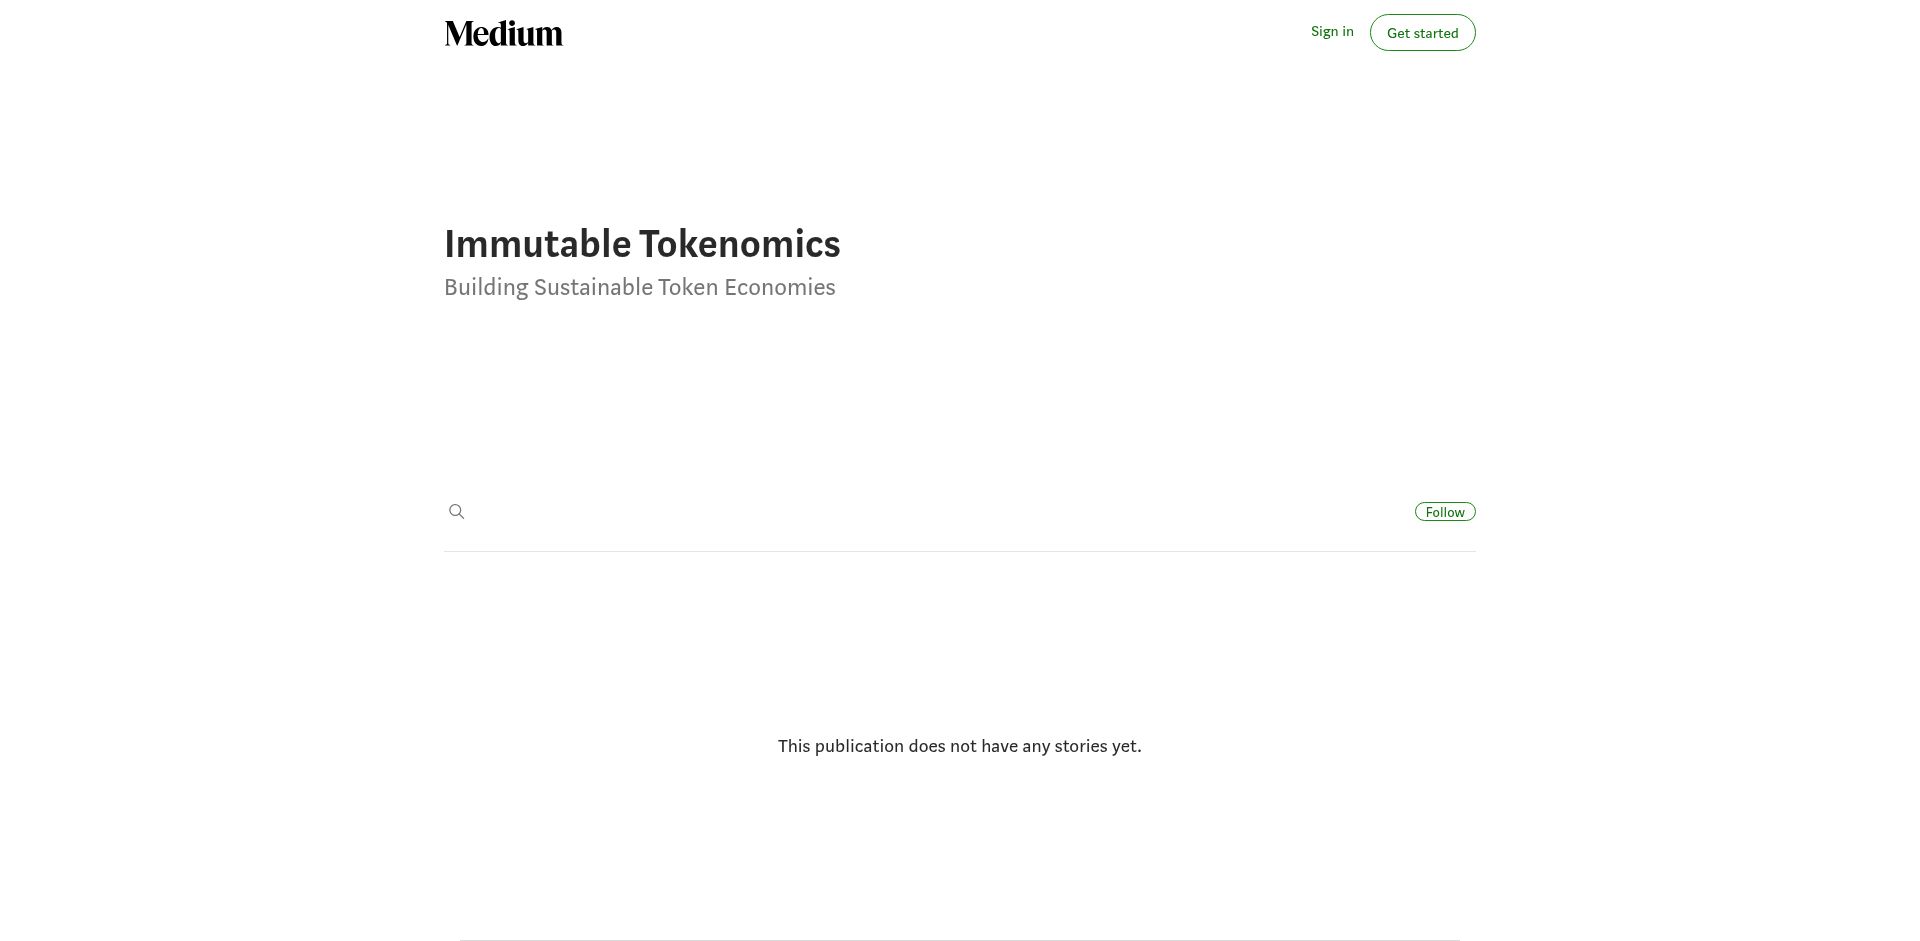 Medium
Sign in
Get started
Immutable Tokenomics
Building Sustainable Token Economies
Follow
This publication does not have any stories yet.